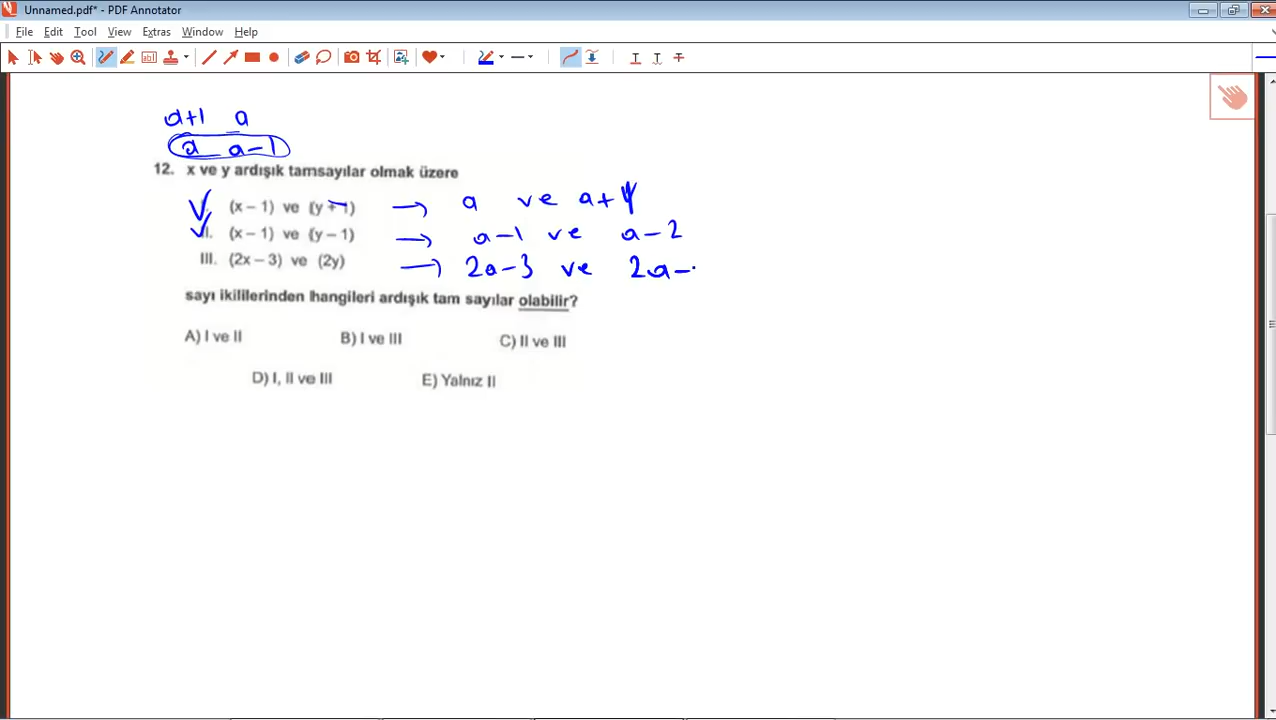 Unnamed.pdf* - PDF Annotator
File Edit Tool View Extras Window Help
a+1 a
a a-1
12. x ve y ardışık tamsayılar olmak üzere
(x – 1) ve (y + 1) → a ve a+1
II. (x – 1) ve (y – 1) → a-1 ve a-2
III. (2x – 3) ve (2y) → 2a-3 ve 2a-
sayı ikililerinden hangileri ardışık tam sayılar olabilir?
A) I ve II B) I ve III C) II ve III
D) I, II ve III E) Yalnız II